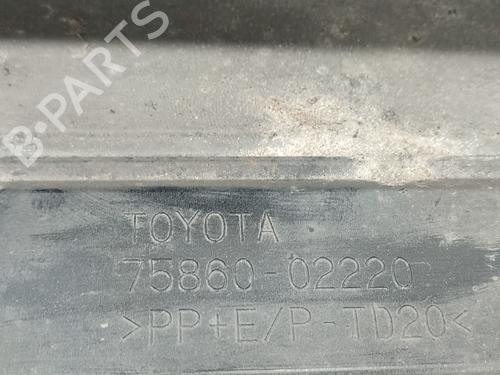 B-PARTS
TOYOTA
75860-02220
>PP+E/P-TD20<